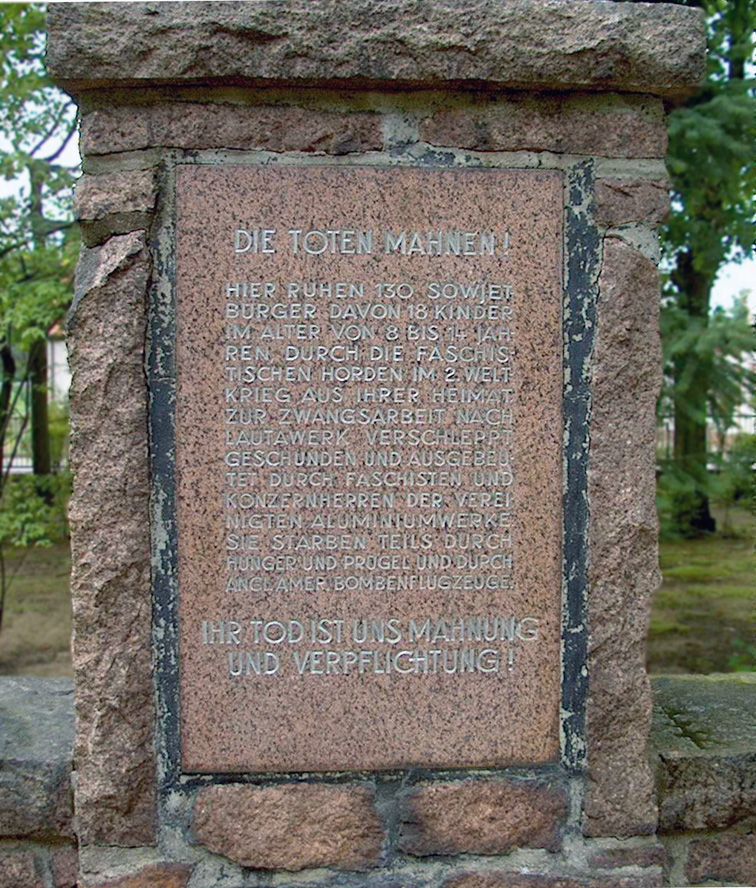 DIE TOTEN MAHNEN!
HIER RUHEN 130 SOWJET
BÜRGER DAVON 18 KINDER
IM ALTER VON 8 BIS 14 JAH
REN. DURCH DIE FASCHIS
TISCHEN HORDEN IM 2. WELT
KRIEG AUS IHRER HEIMAT
ZUR ZWANGSARBEIT NACH
LAUTAWERK VERSCHLEPPT
GESCHUNDEN UND AUSGEBEU
TET DURCH FASCHISTEN UND
KONZERNHERREN DER VEREI
NIGTEN ALUMINIUMWERKE
SIE STARBEN TEILS DURCH
HUNGER UND PRÜGEL UND DURCH
ANGL.AMER. BOMBENFLUGZEUGE.
IHR TOD IST UNS MAHNUNG
UND VERPFLICHTUNG!